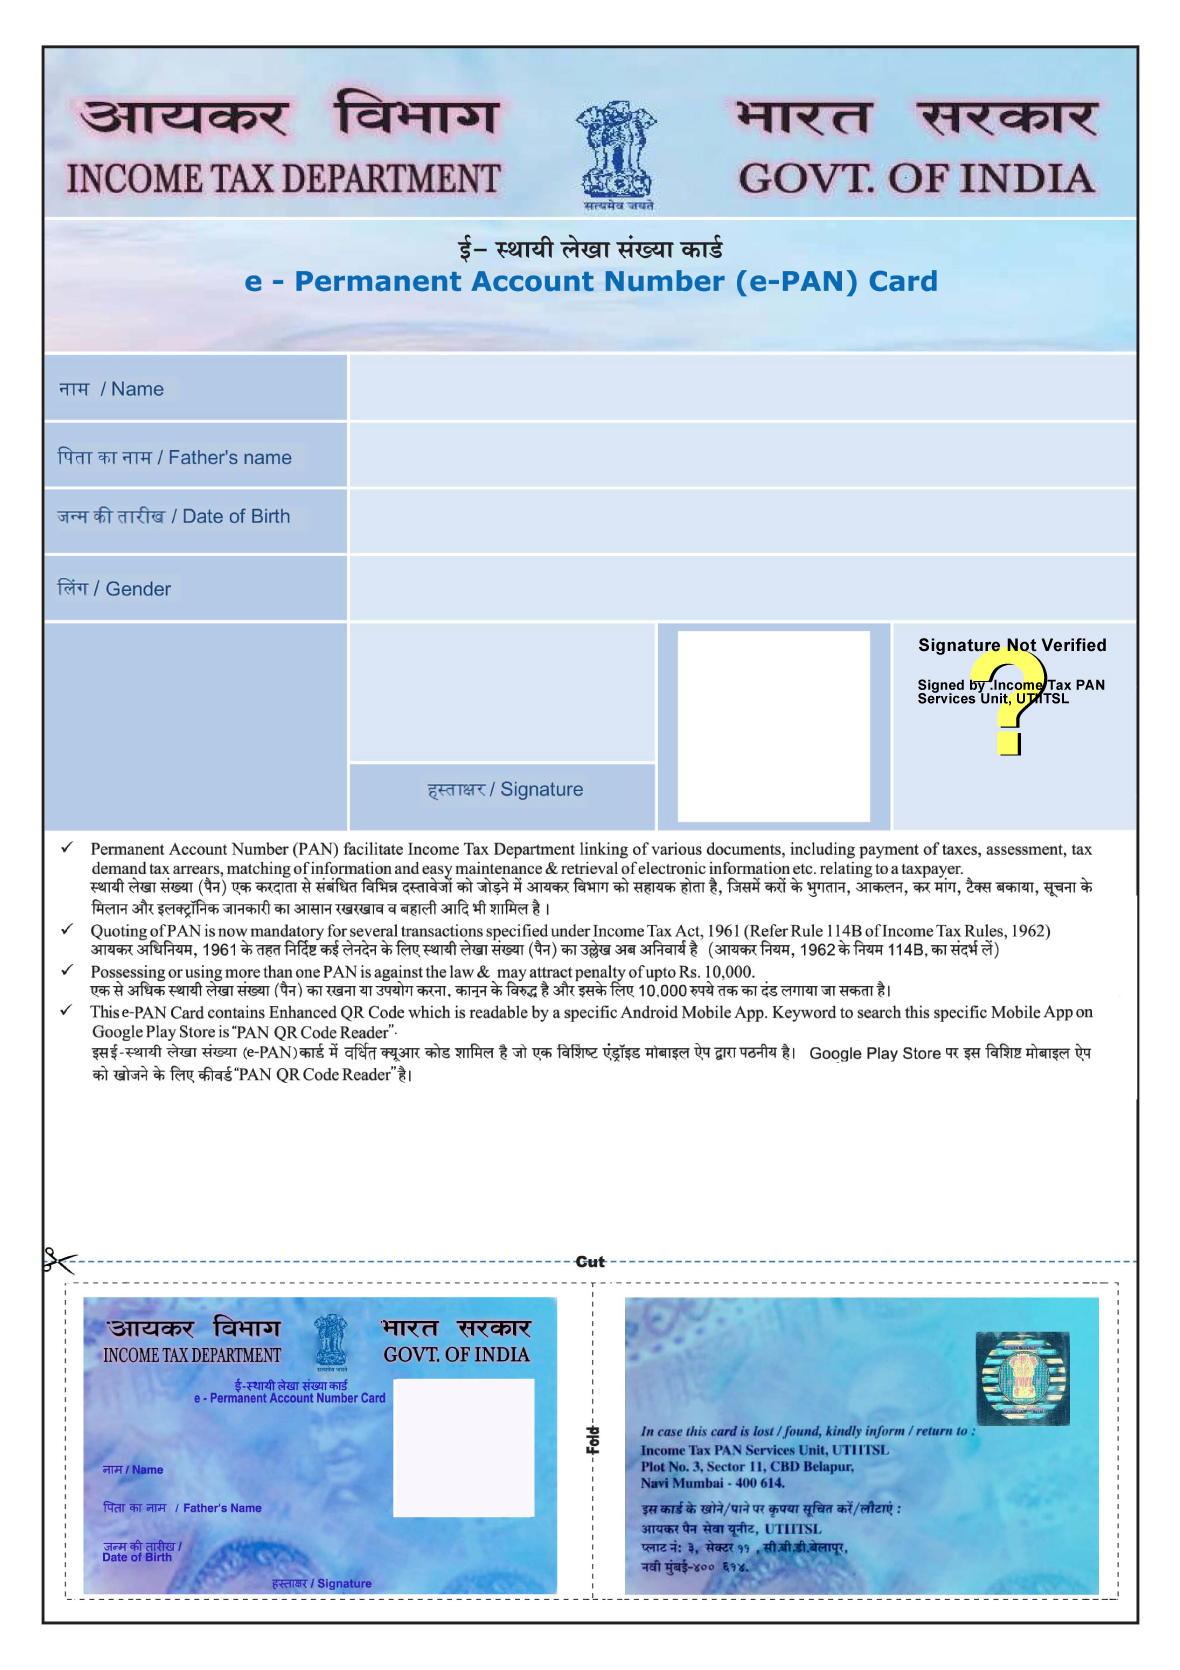 आयकर विभाग
INCOME TAX DEPARTMENT
सत्यमेव जयते
भारत सरकार
GOVT. OF INDIA
ई- स्थायी लेखा संख्या कार्ड
e - Permanent Account Number (e-PAN) Card
नाम / Name
पिता का नाम / Father's name
जन्म की तारीख / Date of Birth
लिंग / Gender
हस्ताक्षर / Signature
Signature Not Verified
?
Signed by :Income Tax PAN
Services Unit, UTIITSL
✓ Permanent Account Number (PAN) facilitate Income Tax Department linking of various documents, including payment of taxes, assessment, tax
demand tax arrears, matching of information and easy maintenance & retrieval of electronic information etc. relating to a taxpayer.
स्थायी लेखा संख्या (पैन) एक करदाता से संबंधित विभिन्न दस्तावेजों को जोड़ने में आयकर विभाग को सहायक होता है, जिसमें करों के भुगतान, आकलन, कर मांग, टैक्स बकाया, सूचना के
मिलान और इलक्ट्रॉनिक जानकारी का आसान रखरखाव व बहाली आदि भी शामिल है ।
✓ Quoting of PAN is now mandatory for several transactions specified under Income Tax Act, 1961 (Refer Rule 114B of Income Tax Rules, 1962)
आयकर अधिनियम, 1961 के तहत निर्दिष्ट कई लेनदेन के लिए स्थायी लेखा संख्या (पैन) का उल्लेख अब अनिवार्य है (आयकर नियम, 1962 के नियम 114B, का संदर्भ लें)
✓ Possessing or using more than one PAN is against the law & may attract penalty of upto Rs. 10,000.
एक से अधिक स्थायी लेखा संख्या (पैन) का रखना या उपयोग करना, कानून के विरुद्ध है और इसके लिए 10,000 रुपये तक का दंड लगाया जा सकता है।
✓ This e-PAN Card contains Enhanced QR Code which is readable by a specific Android Mobile App. Keyword to search this specific Mobile App on
Google Play Store is “PAN QR Code Reader”.
इस ई-स्थायी लेखा संख्या (e-PAN) कार्ड में वर्धित क्यूआर कोड शामिल है जो एक विशिष्ट एंड्रॉइड मोबाइल ऐप द्वारा पठनीय है। Google Play Store पर इस विशिष्ट मोबाइल ऐप
को खोजने के लिए कीवर्ड “PAN QR Code Reader” है।
Cut
आयकर विभाग
INCOME TAX DEPARTMENT
सत्यमेव जयते
भारत सरकार
GOVT. OF INDIA
ई-स्थायी लेखा संख्या कार्ड
e - Permanent Account Number Card
नाम / Name
पिता का नाम / Father's Name
जन्म की तारीख /
Date of Birth
हस्ताक्षर / Signature
Fold
In case this card is lost / found, kindly inform / return to :
Income Tax PAN Services Unit, UTIITSL
Plot No. 3, Sector 11, CBD Belapur,
Navi Mumbai - 400 614.
इस कार्ड के खोने/पाने पर कृपया सूचित करें/लौटाएं :
आयकर पैन सेवा यूनीट, UTIITSL
प्लाट नं: ३, सेक्टर ११ , सी.बी.डी.बेलापूर,
नवी मुंबई-४०० ६१४.